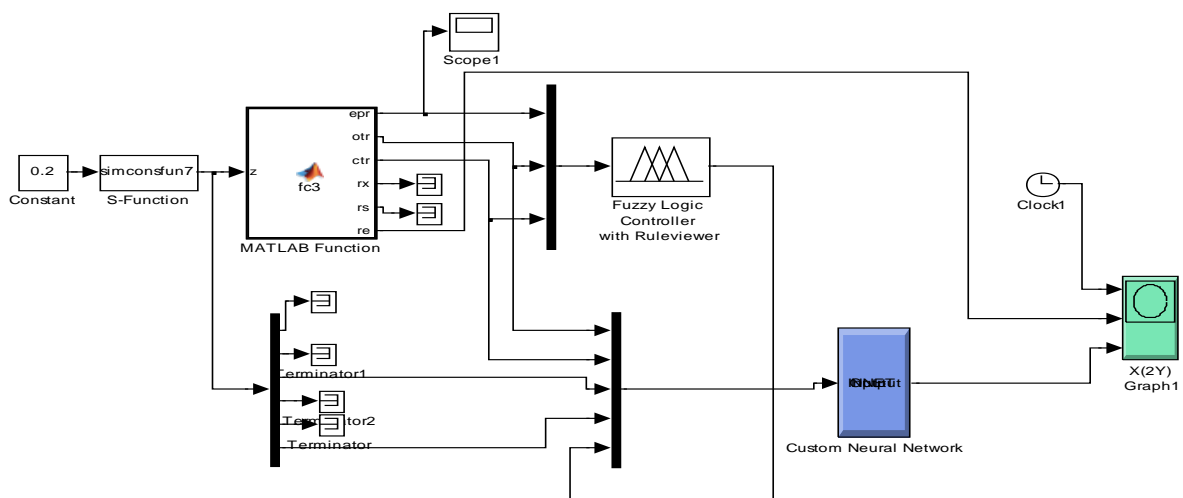 Scope1
epr
otr
ctr
rx
rs
re
z
fc3
MATLAB Function
0.2
Constant
simconsfun7
S-Function
Fuzzy Logic
Controller
with Ruleviewer
Clock1
X(2Y)
Graph1
Terminator1
Terminator
Custom Neural Network